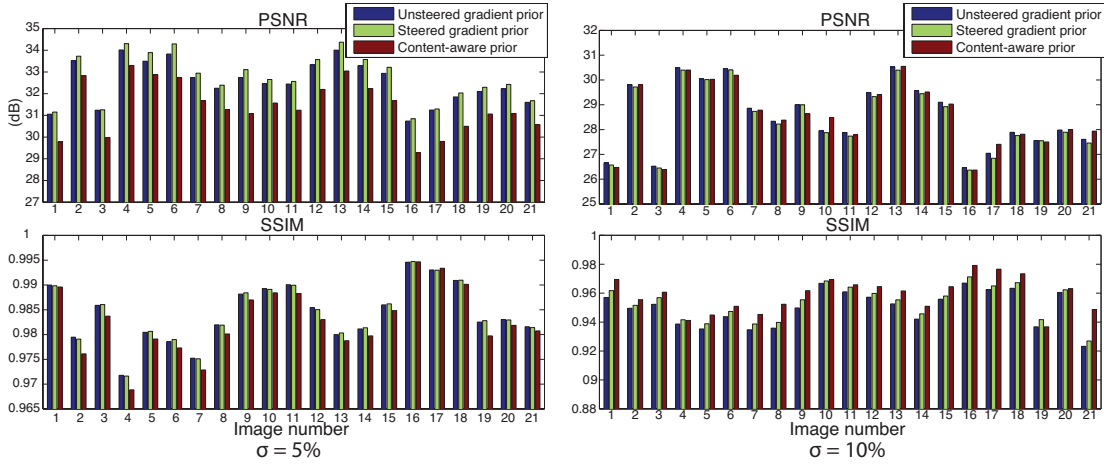 PSNR
Unsteered gradient prior
Steered gradient prior
Content-aware prior
35
34
33
32
31
30
29
28
27
(dB)
1 2 3 4 5 6 7 8 9 10 11 12 13 14 15 16 17 18 19 20 21
SSIM
1
0.995
0.99
0.985
0.98
0.975
0.97
0.965
1 2 3 4 5 6 7 8 9 10 11 12 13 14 15 16 17 18 19 20 21
Image number
σ = 5%
PSNR
Unsteered gradient prior
Steered gradient prior
Content-aware prior
32
31
30
29
28
27
26
25
1 2 3 4 5 6 7 8 9 10 11 12 13 14 15 16 17 18 19 20 21
SSIM
1
0.98
0.96
0.94
0.92
0.9
0.88
1 2 3 4 5 6 7 8 9 10 11 12 13 14 15 16 17 18 19 20 21
Image number
σ = 10%